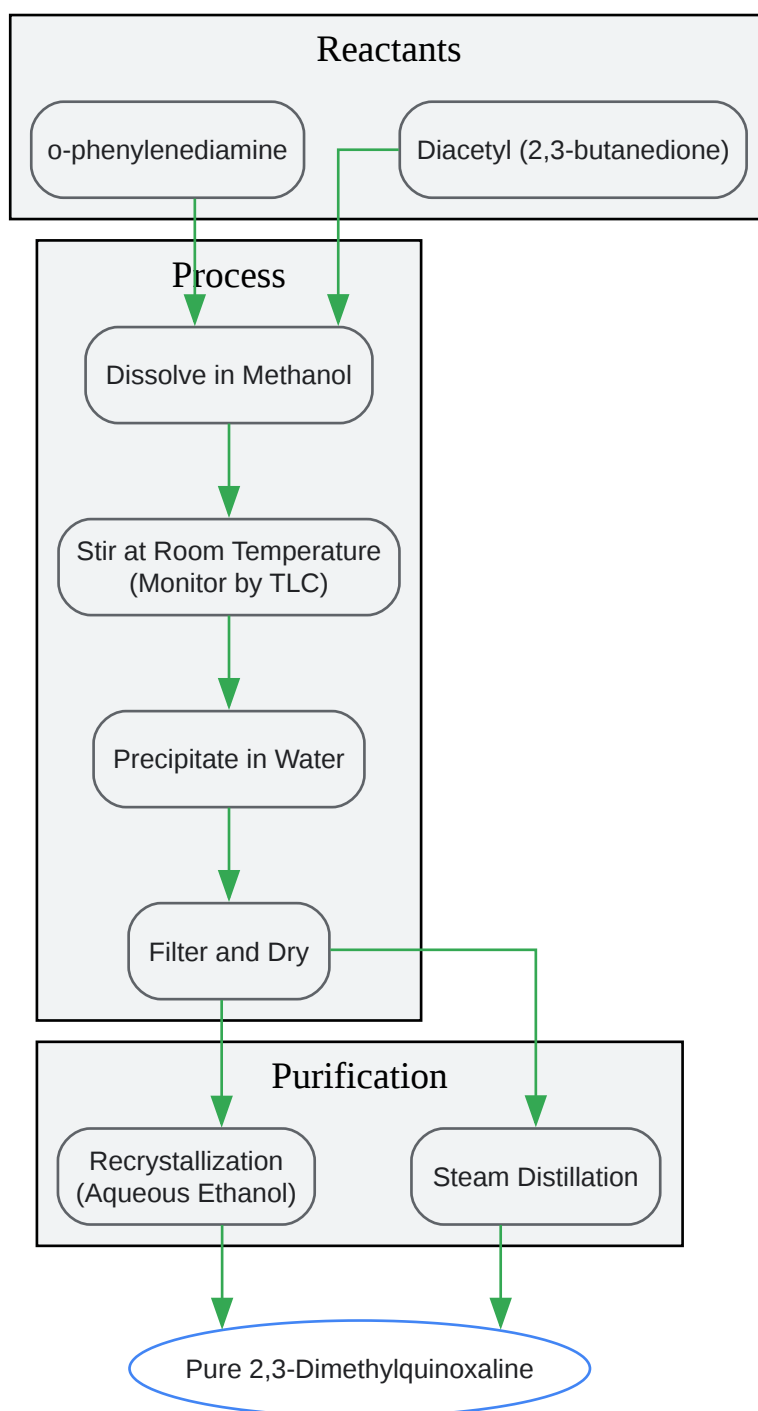 Reactants
o-phenylenediamine
Diacetyl (2,3-butanedione)
Process
Dissolve in Methanol
Stir at Room Temperature
(Monitor by TLC)
Precipitate in Water
Filter and Dry
Purification
Recrystallization
(Aqueous Ethanol)
Steam Distillation
Pure 2,3-Dimethylquinoxaline